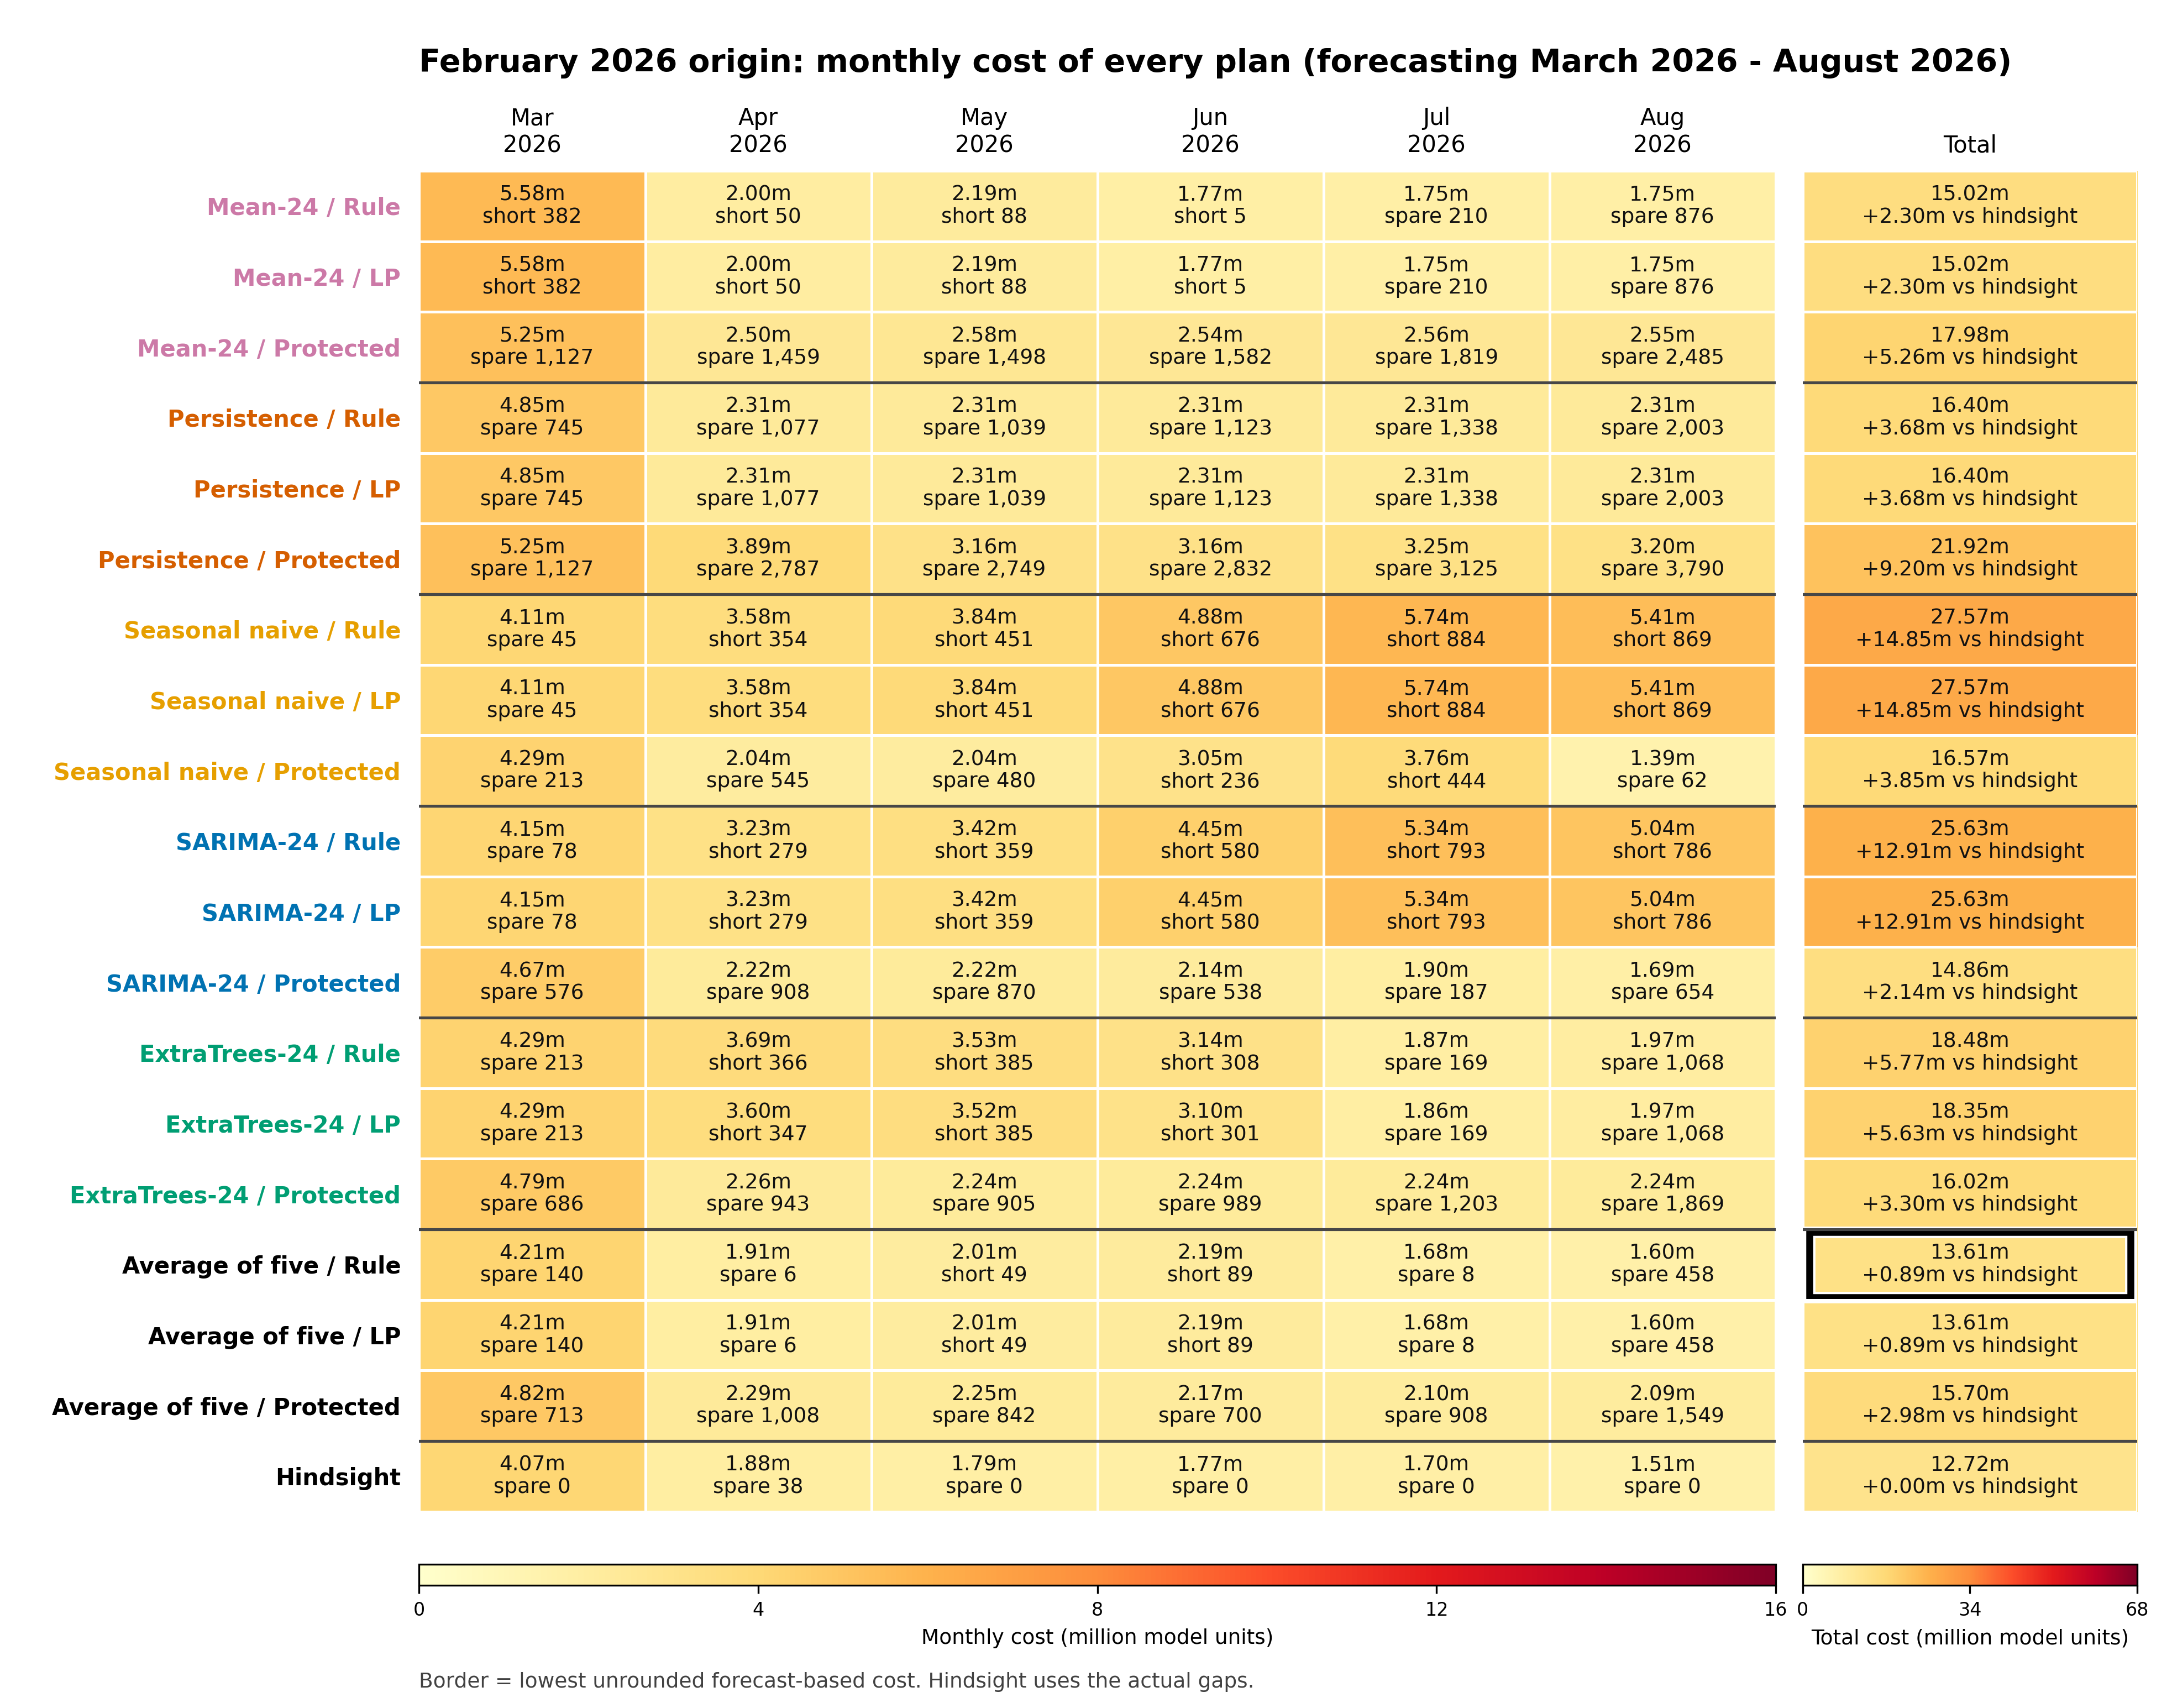 February 2026 origin: monthly cost of every plan (forecasting March 2026 - August 2026)
Mar 2026 Apr 2026 May 2026 Jun 2026 Jul 2026 Aug 2026 Total
Mean-24 / Rule 5.58m 2.00m 2.19m 1.77m 1.75m 1.75m 15.02m
short 382 short 50 short 88 short 5 spare 210 spare 876 +2.30m vs hindsight
Mean-24 / LP 5.58m 2.00m 2.19m 1.77m 1.75m 1.75m 15.02m
short 382 short 50 short 88 short 5 spare 210 spare 876 +2.30m vs hindsight
Mean-24 / Protected 5.25m 2.50m 2.58m 2.54m 2.56m 2.55m 17.98m
spare 1,127 spare 1,459 spare 1,498 spare 1,582 spare 1,819 spare 2,485 +5.26m vs hindsight
Persistence / Rule 4.85m 2.31m 2.31m 2.31m 2.31m 2.31m 16.40m
spare 745 spare 1,077 spare 1,039 spare 1,123 spare 1,338 spare 2,003 +3.68m vs hindsight
Persistence / LP 4.85m 2.31m 2.31m 2.31m 2.31m 2.31m 16.40m
spare 745 spare 1,077 spare 1,039 spare 1,123 spare 1,338 spare 2,003 +3.68m vs hindsight
Persistence / Protected 5.25m 3.89m 3.16m 3.16m 3.25m 3.20m 21.92m
spare 1,127 spare 2,787 spare 2,749 spare 2,832 spare 3,125 spare 3,790 +9.20m vs hindsight
Seasonal naive / Rule 4.11m 3.58m 3.84m 4.88m 5.74m 5.41m 27.57m
spare 45 short 354 short 451 short 676 short 884 short 869 +14.85m vs hindsight
Seasonal naive / LP 4.11m 3.58m 3.84m 4.88m 5.74m 5.41m 27.57m
spare 45 short 354 short 451 short 676 short 884 short 869 +14.85m vs hindsight
Seasonal naive / Protected 4.29m 2.04m 2.04m 3.05m 3.76m 1.39m 16.57m
spare 213 spare 545 spare 480 short 236 short 444 spare 62 +3.85m vs hindsight
SARIMA-24 / Rule 4.15m 3.23m 3.42m 4.45m 5.34m 5.04m 25.63m
spare 78 short 279 short 359 short 580 short 793 short 786 +12.91m vs hindsight
SARIMA-24 / LP 4.15m 3.23m 3.42m 4.45m 5.34m 5.04m 25.63m
spare 78 short 279 short 359 short 580 short 793 short 786 +12.91m vs hindsight
SARIMA-24 / Protected 4.67m 2.22m 2.22m 2.14m 1.90m 1.69m 14.86m
spare 576 spare 908 spare 870 spare 538 spare 187 spare 654 +2.14m vs hindsight
ExtraTrees-24 / Rule 4.29m 3.69m 3.53m 3.14m 1.87m 1.97m 18.48m
spare 213 short 366 short 385 short 308 spare 169 spare 1,068 +5.77m vs hindsight
ExtraTrees-24 / LP 4.29m 3.60m 3.52m 3.10m 1.86m 1.97m 18.35m
spare 213 short 347 short 385 short 301 spare 169 spare 1,068 +5.63m vs hindsight
ExtraTrees-24 / Protected 4.79m 2.26m 2.24m 2.24m 2.24m 2.24m 16.02m
spare 686 spare 943 spare 905 spare 989 spare 1,203 spare 1,869 +3.30m vs hindsight
Average of five / Rule 4.21m 1.91m 2.01m 2.19m 1.68m 1.60m 13.61m
spare 140 spare 6 short 49 short 89 spare 8 spare 458 +0.89m vs hindsight
Average of five / LP 4.21m 1.91m 2.01m 2.19m 1.68m 1.60m 13.61m
spare 140 spare 6 short 49 short 89 spare 8 spare 458 +0.89m vs hindsight
Average of five / Protected 4.82m 2.29m 2.25m 2.17m 2.10m 2.09m 15.70m
spare 713 spare 1,008 spare 842 spare 700 spare 908 spare 1,549 +2.98m vs hindsight
Hindsight 4.07m 1.88m 1.79m 1.77m 1.70m 1.51m 12.72m
spare 0 spare 38 spare 0 spare 0 spare 0 spare 0 +0.00m vs hindsight
0 4 8 12 16 0 34 68
Monthly cost (million model units) Total cost (million model units)
Border = lowest unrounded forecast-based cost. Hindsight uses the actual gaps.